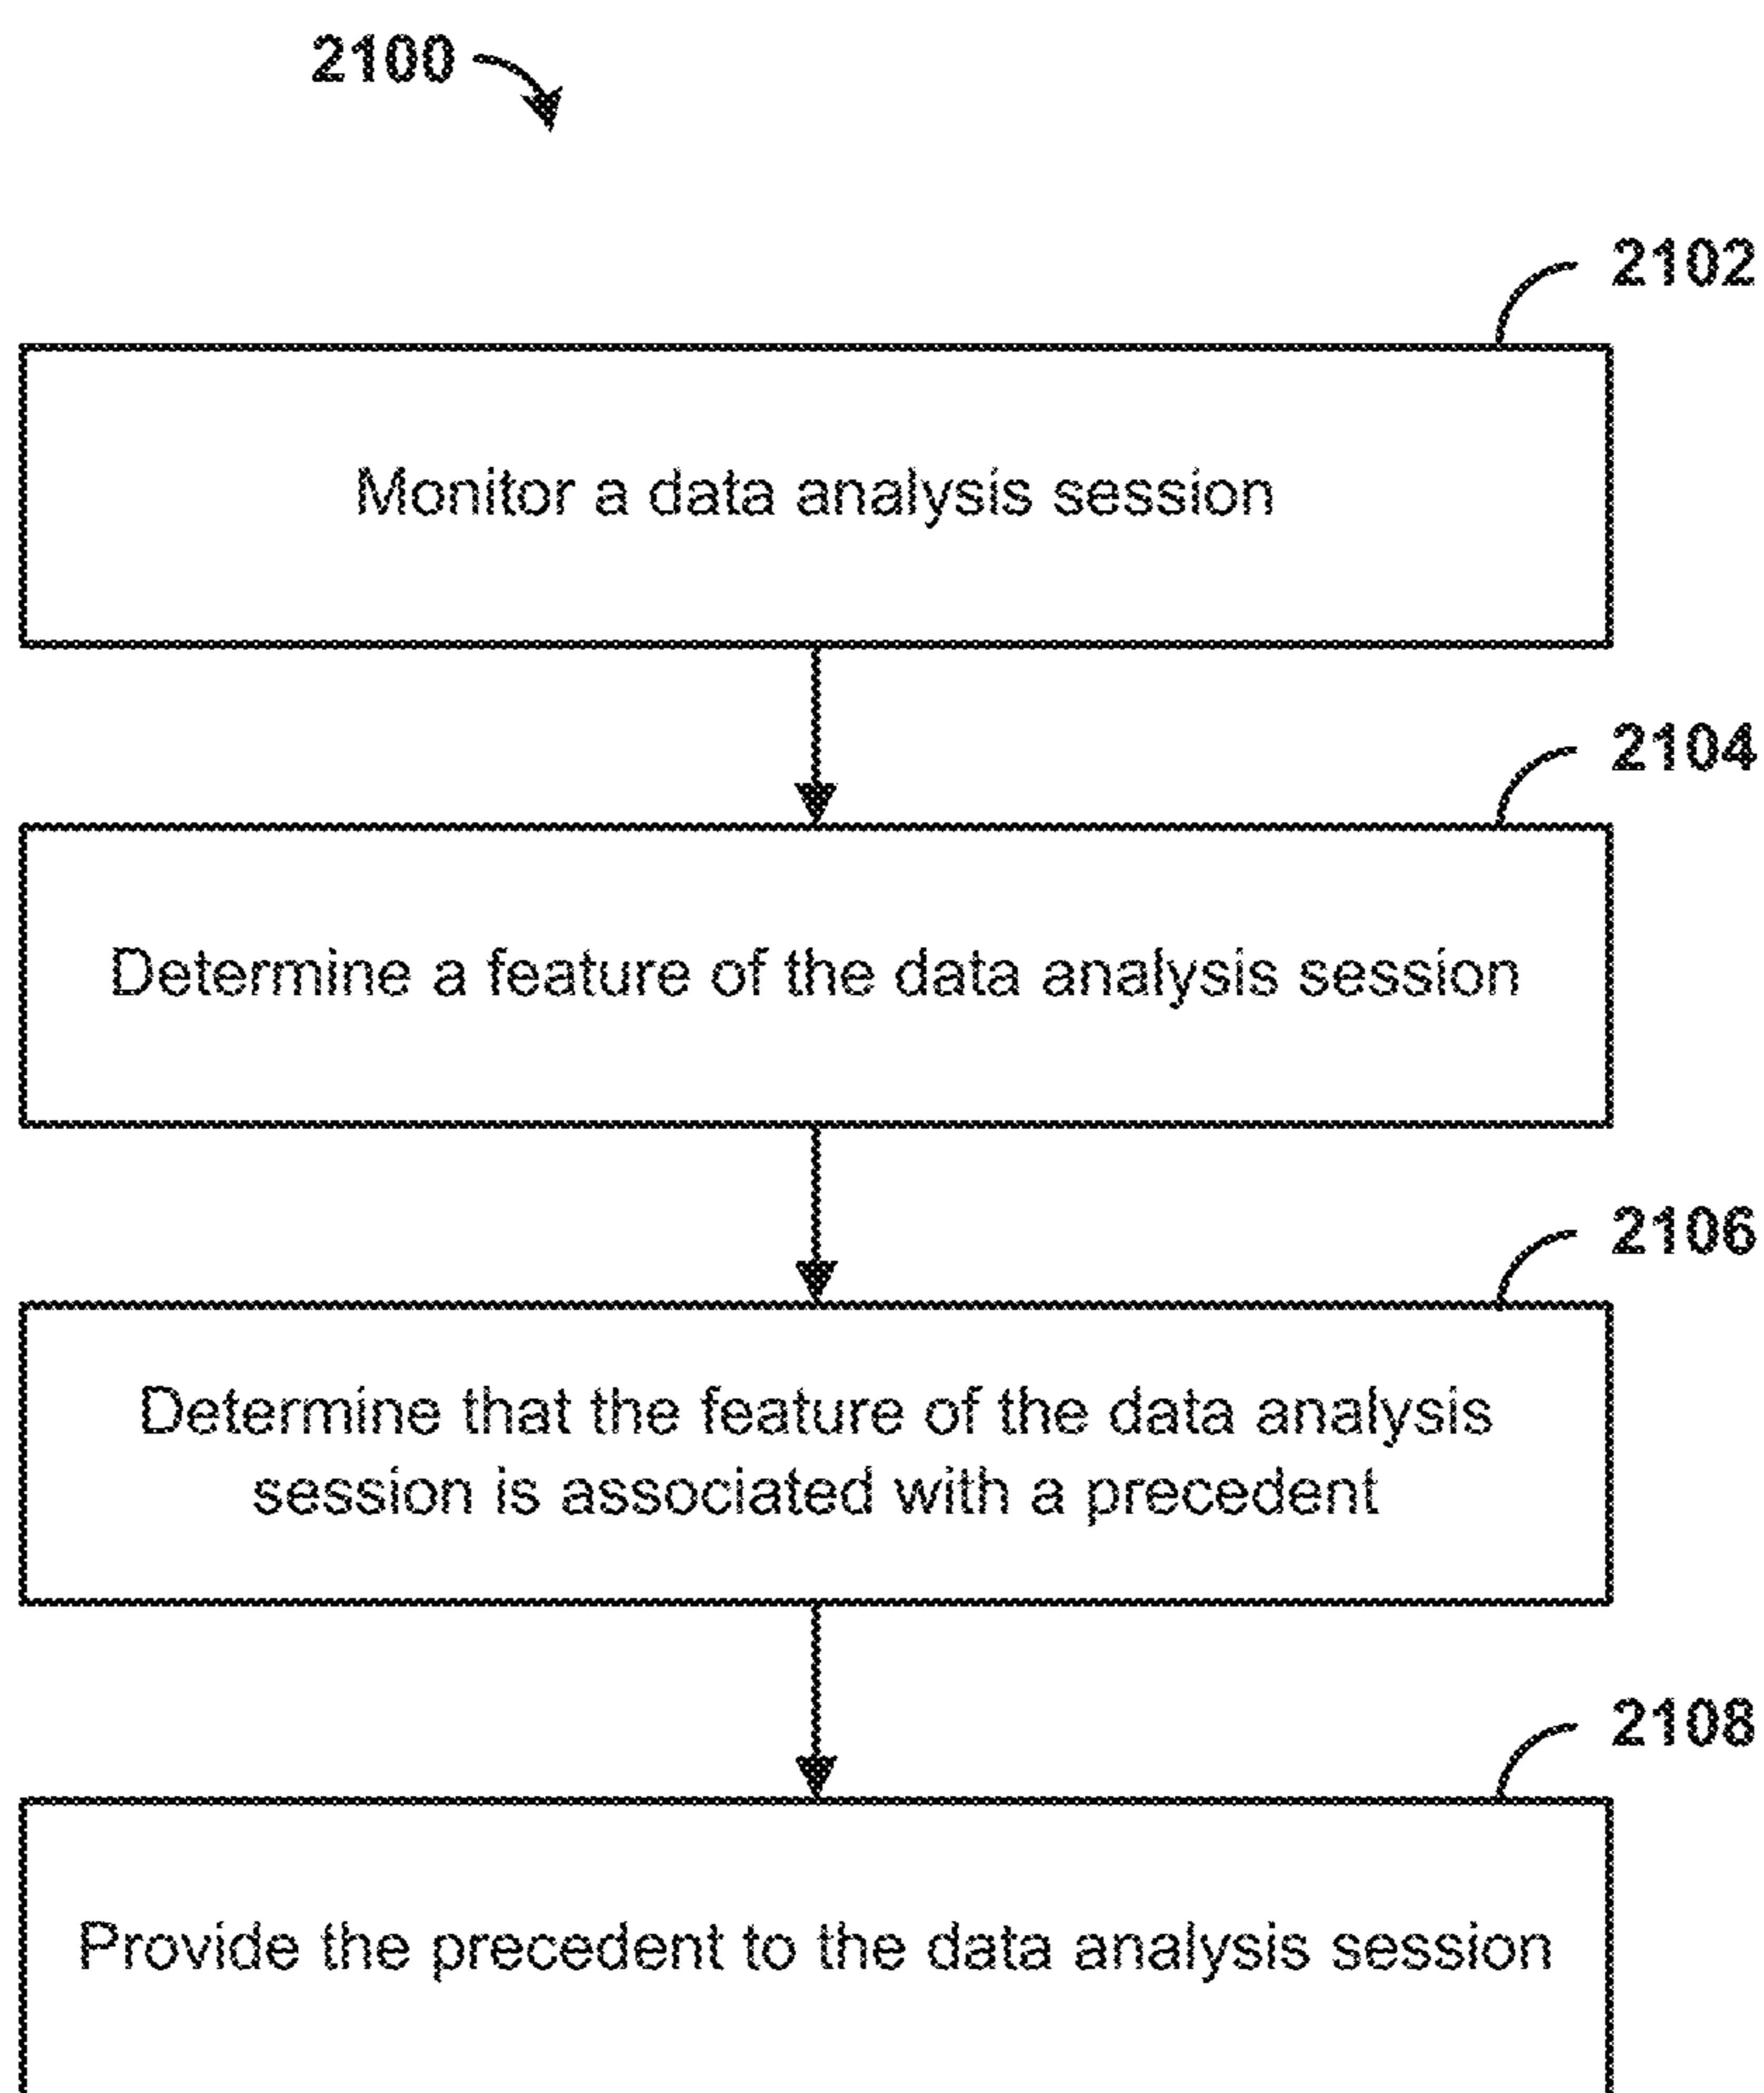 2100
2102
Monitor a data analysis session
2104
Determine a feature of the data analysis session
2106
Determine that the feature of the data analysis
session is associated with a precedent
2108
Provide the precedent to the data analysis session